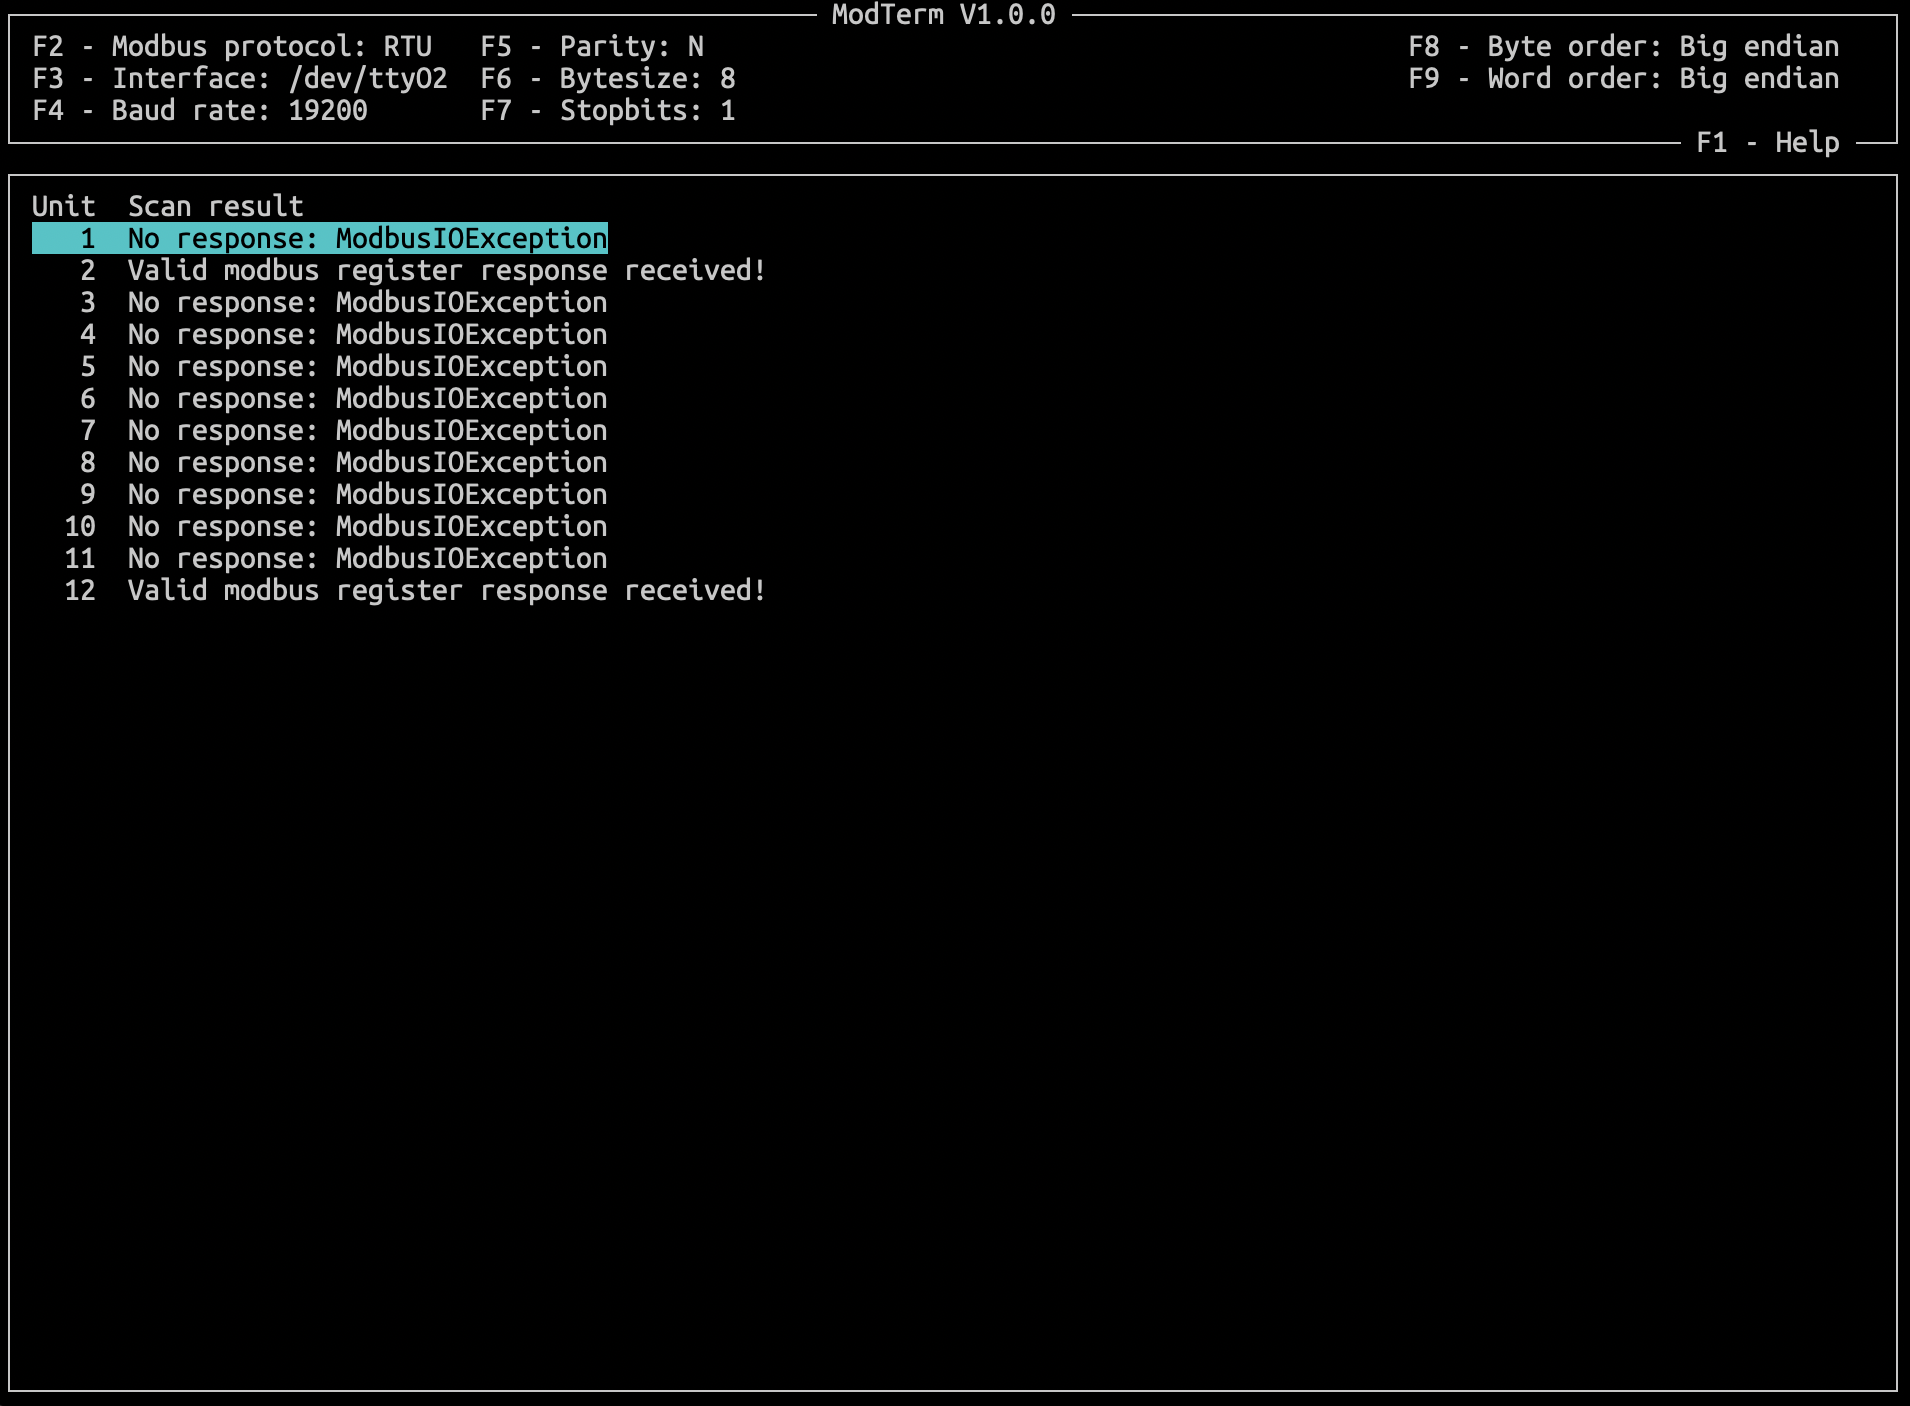 ModTerm V1.0.0
F2 - Modbus protocol: RTU   F5 - Parity: N   F8 - Byte order: Big endian
F3 - Interface: /dev/ttyO2  F6 - Bytesize: 8   F9 - Word order: Big endian
F4 - Baud rate: 19200       F7 - Stopbits: 1
F1 - Help
Unit  Scan result
1  No response: ModbusIOException
2  Valid modbus register response received!
3  No response: ModbusIOException
4  No response: ModbusIOException
5  No response: ModbusIOException
6  No response: ModbusIOException
7  No response: ModbusIOException
8  No response: ModbusIOException
9  No response: ModbusIOException
10  No response: ModbusIOException
11  No response: ModbusIOException
12  Valid modbus register response received!